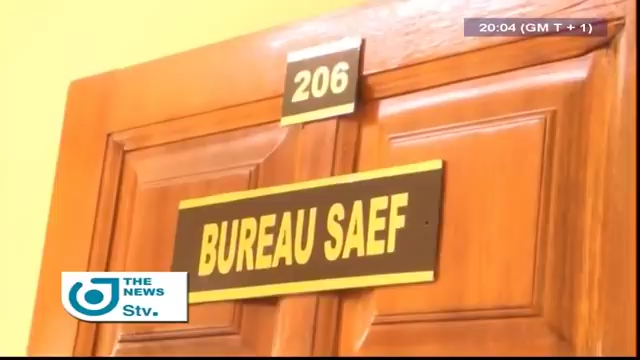 20:04 (GM T + 1)
206
BUREAU SAEF
THE
NEWS
Stv.